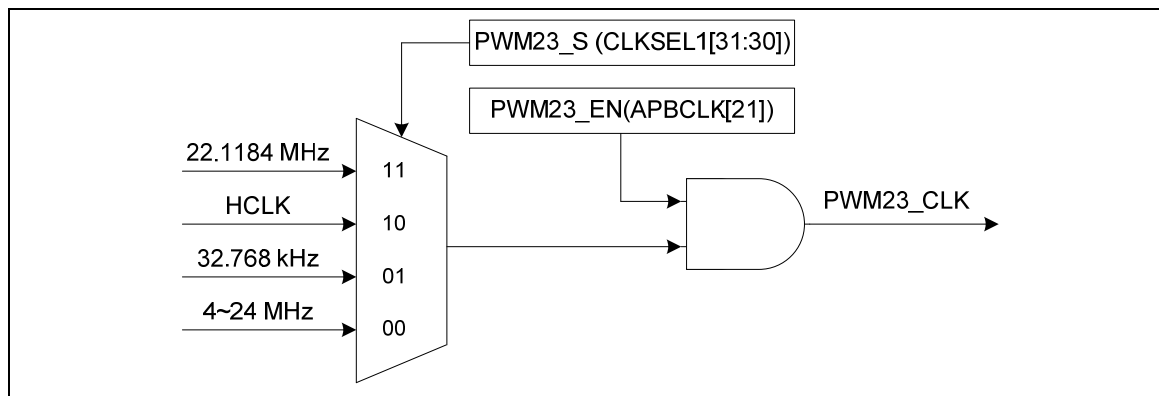 PWM23_S (CLKSEL1[31:30])
PWM23_EN(APBCLK[21])
22.1184 MHz
11
HCLK
10
32.768 kHz
01
4~24 MHz
00
PWM23_CLK